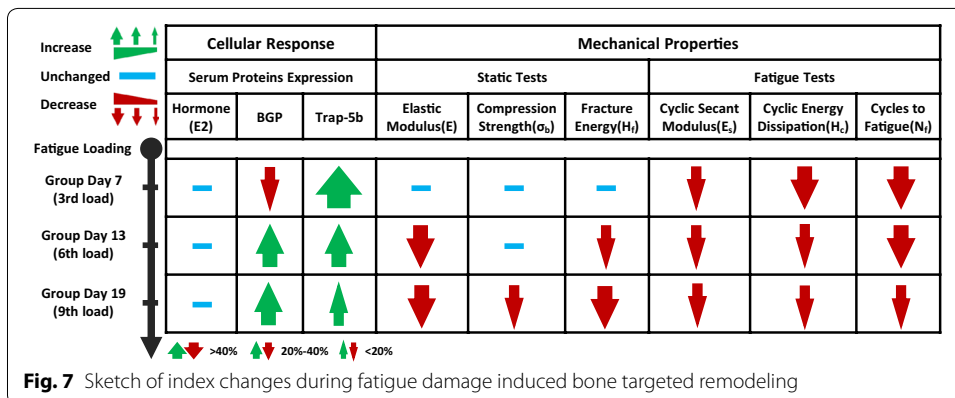 Increase
Unchanged
Decrease
Cellular Response Mechanical Properties
Serum Proteins Expression Static Tests Fatigue Tests
Hormone (E2) BGP Trap-5b Elastic Modulus(E) Compression Strength(σb) Fracture Energy(Hf) Cyclic Secant Modulus(Es) Cyclic Energy Dissipation(Hc) Cycles to Fatigue(Nf)
Fatigue Loading
Group Day 7
(3rd load)
Group Day 13
(6th load)
Group Day 19
(9th load)
>40% 20%-40% <20%
Fig. 7 Sketch of index changes during fatigue damage induced bone targeted remodeling